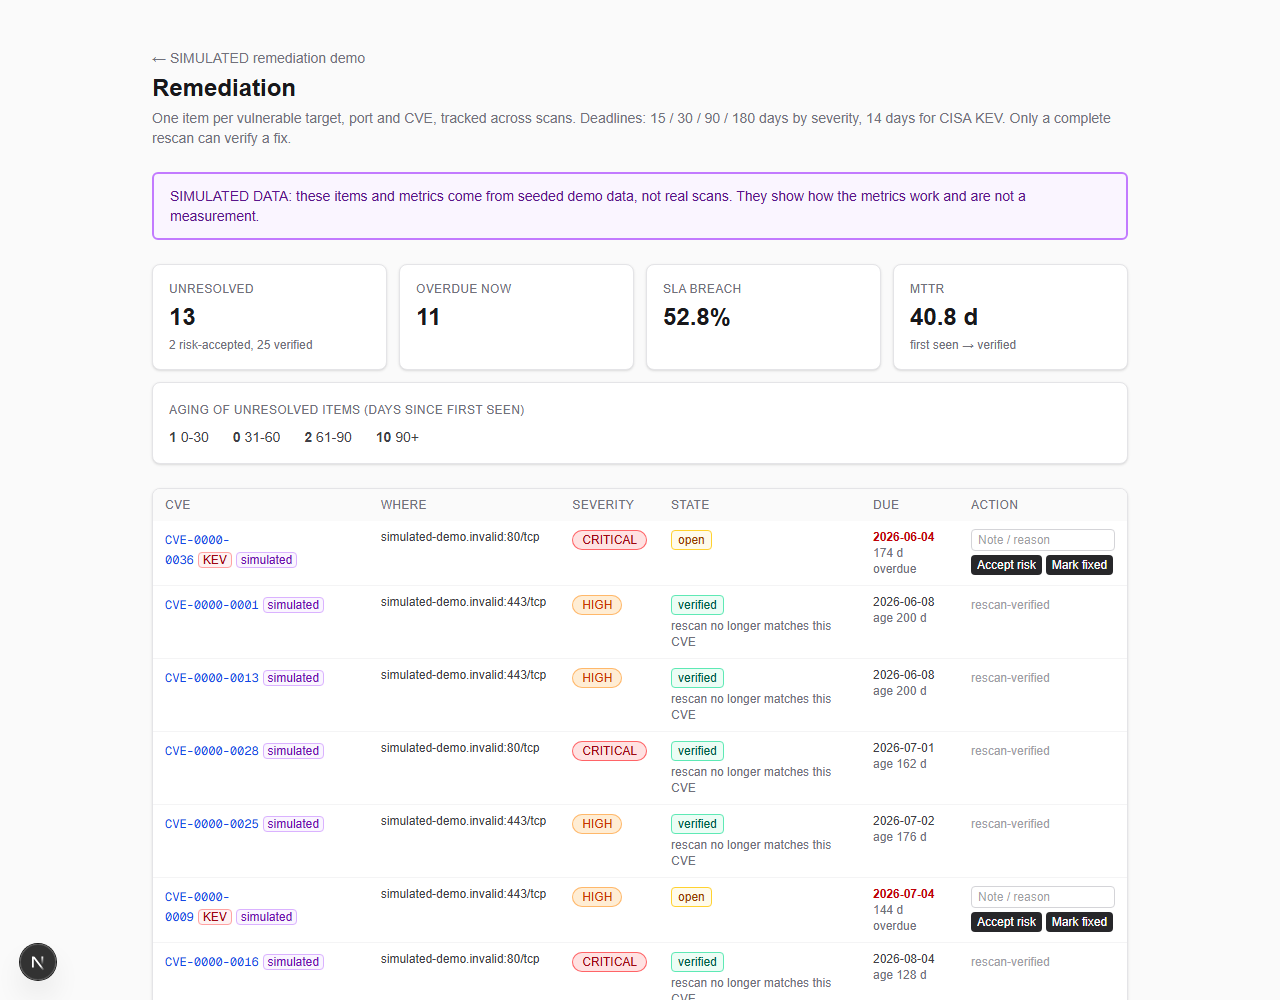 ← SIMULATED remediation demo
Remediation
One item per vulnerable target, port and CVE, tracked across scans. Deadlines: 15 / 30 / 90 / 180 days by severity, 14 days for CISA KEV. Only a complete
rescan can verify a fix.
SIMULATED DATA: these items and metrics come from seeded demo data, not real scans. They show how the metrics work and are not a
measurement.
UNRESOLVED
13
2 risk-accepted, 25 verified
OVERDUE NOW
11
SLA BREACH
52.8%
MTTR
40.8 d
first seen → verified
AGING OF UNRESOLVED ITEMS (DAYS SINCE FIRST SEEN)
1 0-30 0 31-60 2 61-90 10 90+
CVE WHERE SEVERITY STATE DUE ACTION
CVE-0000-
0036 KEV simulated
simulated-demo.invalid:80/tcp
CRITICAL
open
2026-06-04
174 d
overdue
Note / reason
Accept risk Mark fixed
CVE-0000-0001 simulated
simulated-demo.invalid:443/tcp
HIGH
verified
rescan no longer matches this
CVE
2026-06-08
age 200 d
rescan-verified
CVE-0000-0013 simulated
simulated-demo.invalid:443/tcp
HIGH
verified
rescan no longer matches this
CVE
2026-06-08
age 200 d
rescan-verified
CVE-0000-0028 simulated
simulated-demo.invalid:80/tcp
CRITICAL
verified
rescan no longer matches this
CVE
2026-07-01
age 162 d
rescan-verified
CVE-0000-0025 simulated
simulated-demo.invalid:443/tcp
HIGH
verified
rescan no longer matches this
CVE
2026-07-02
age 176 d
rescan-verified
CVE-0000-
0009 KEV simulated
simulated-demo.invalid:443/tcp
HIGH
open
2026-07-04
144 d
overdue
Note / reason
Accept risk Mark fixed
CVE-0000-0016 simulated
simulated-demo.invalid:80/tcp
CRITICAL
verified
rescan no longer matches this
CVE
2026-08-04
age 128 d
rescan-verified
N